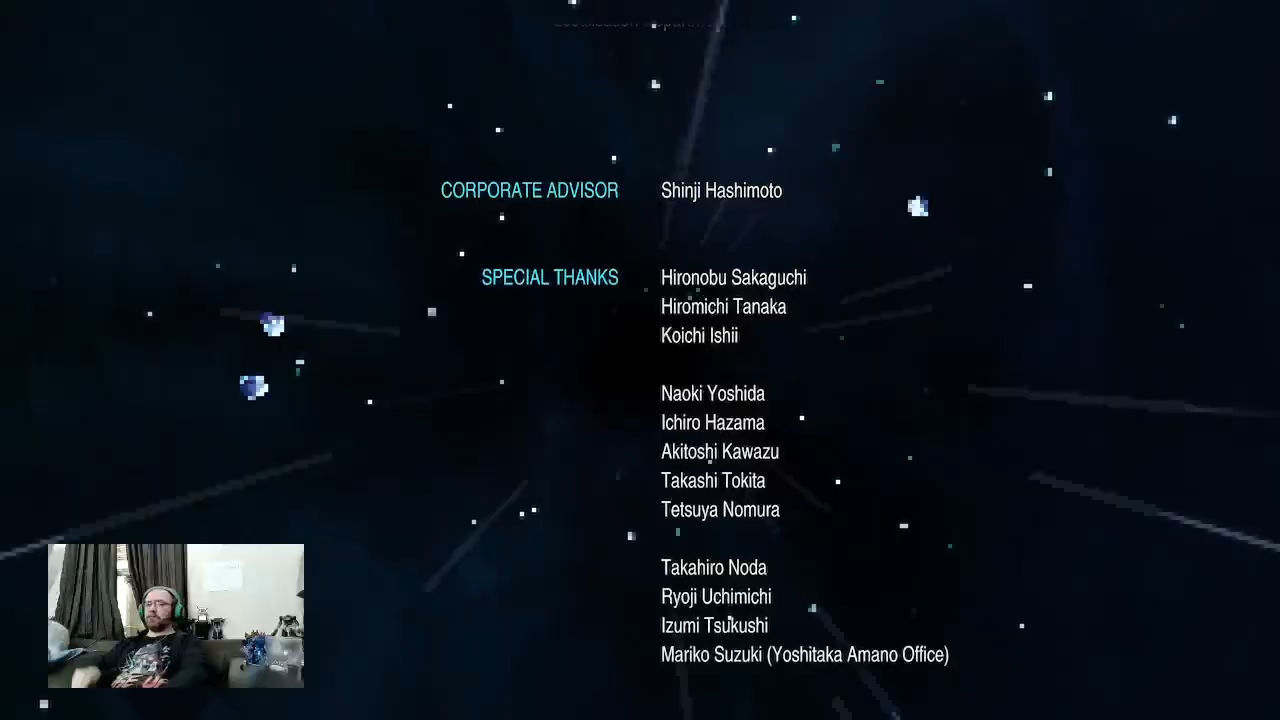 CORPORATE ADVISOR Shinji Hashimoto
SPECIAL THANKS Hironobu Sakaguchi
Hiromichi Tanaka
Koichi Ishii
Naoki Yoshida
Ichiro Hazama
Akitoshi Kawazu
Takashi Tokita
Tetsuya Nomura
Takahiro Noda
Ryoji Uchimichi
Izumi Tsukushi
Mariko Suzuki (Yoshitaka Amano Office)